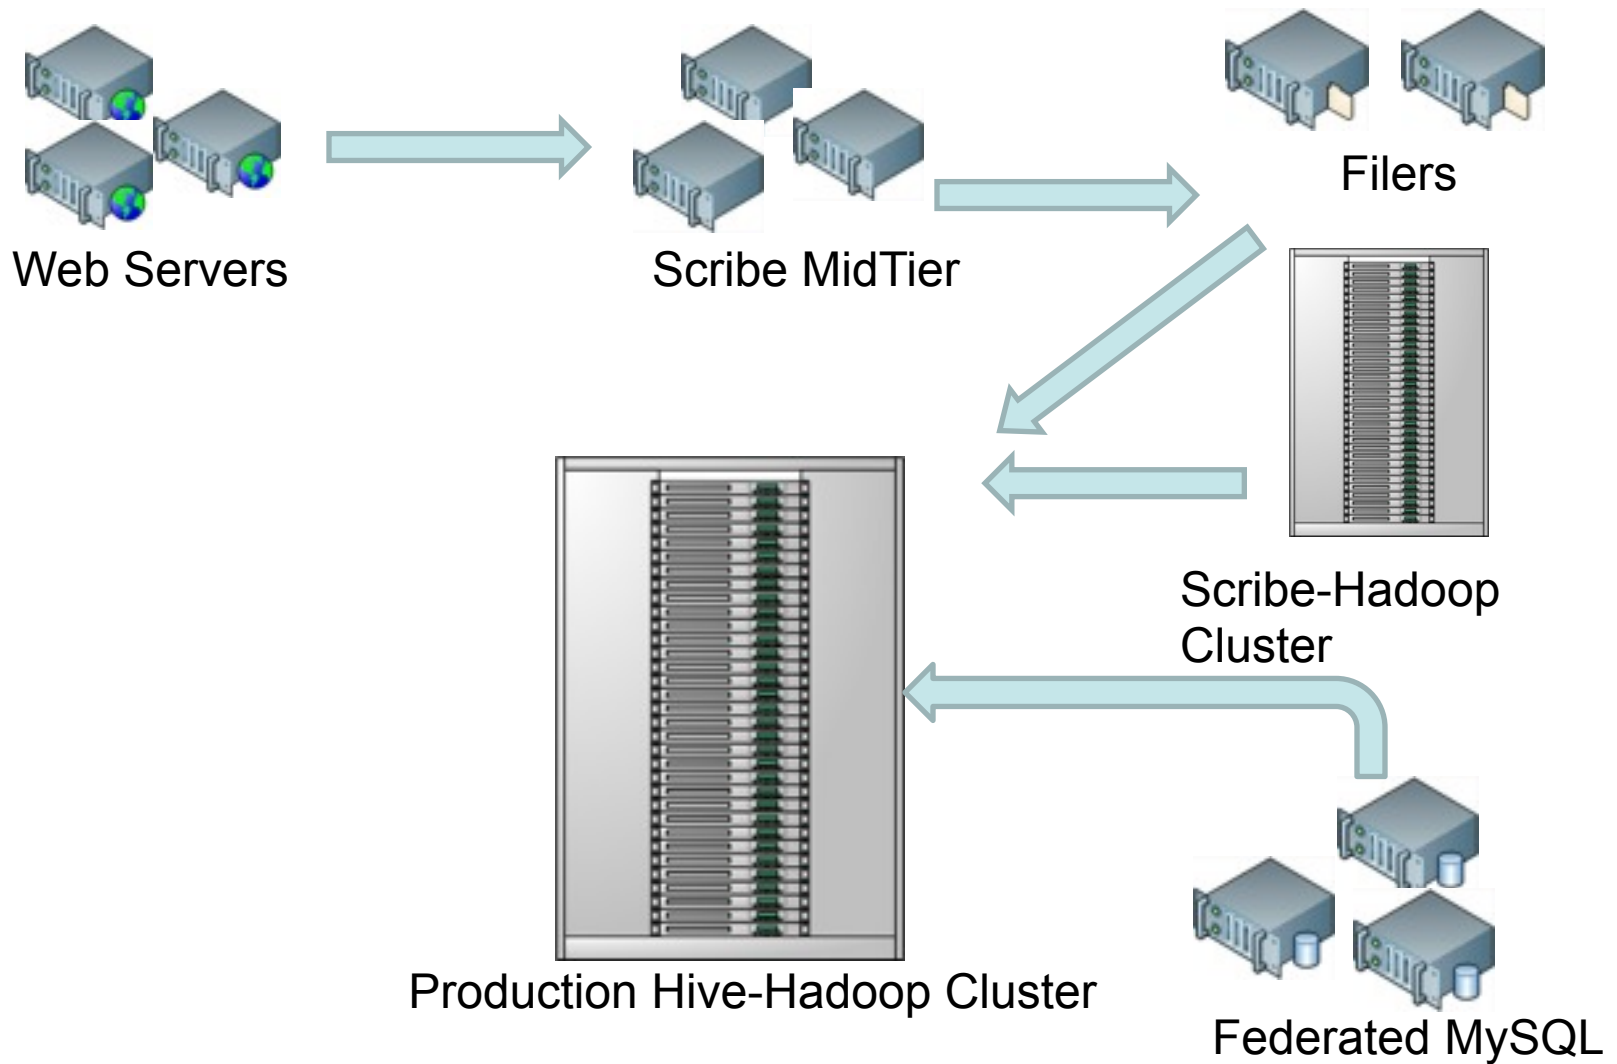 Filers
Web Servers
Scribe MidTier
Scribe-Hadoop
Cluster
Production Hive-Hadoop Cluster
Federated MySQL